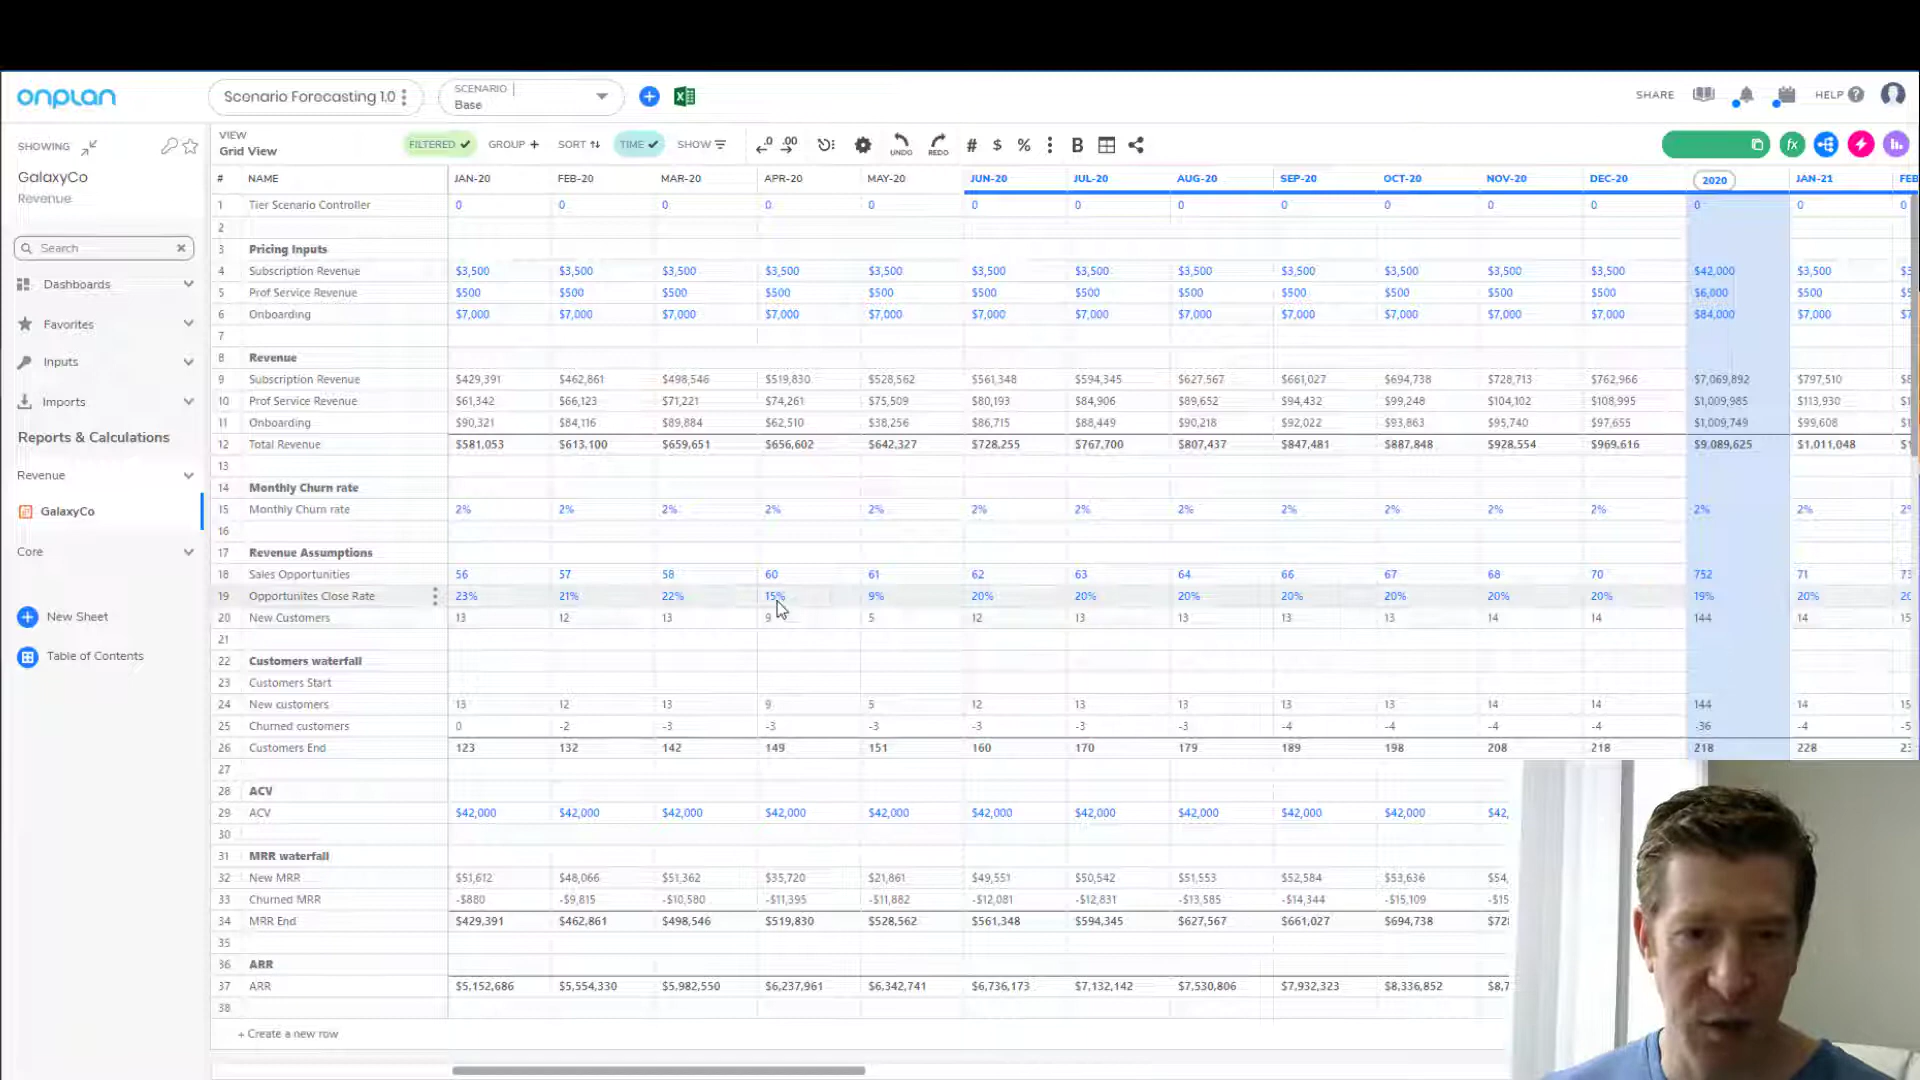 onplan
Scenario Forecasting 1.0
SCENARIO
Base
SHARE
HELP
SHOWING
GalaxyCo
Revenue
Search
Dashboards
Favorites
Inputs
Imports
Reports & Calculations
Revenue
GalaxyCo
Core
New Sheet
Table of Contents
VIEW
Grid View
FILTERED GROUP SORT TIME SHOW .0 .00 UNDO REDO # $ % B fx
# NAME JAN-20 FEB-20 MAR-20 APR-20 MAY-20 JUN-20 JUL-20 AUG-20 SEP-20 OCT-20 NOV-20 DEC-20 2020 JAN-21 FEB
1 Tier Scenario Controller 0 0 0 0 0 0 0 0 0 0 0 0 0 0 0
2
3 Pricing Inputs
4 Subscription Revenue $3,500 $3,500 $3,500 $3,500 $3,500 $3,500 $3,500 $3,500 $3,500 $3,500 $3,500 $3,500 $42,000 $3,500 $3
5 Prof Service Revenue $500 $500 $500 $500 $500 $500 $500 $500 $500 $500 $500 $500 $6,000 $500 $5
6 Onboarding $7,000 $7,000 $7,000 $7,000 $7,000 $7,000 $7,000 $7,000 $7,000 $7,000 $7,000 $7,000 $84,000 $7,000 $7
7
8 Revenue
9 Subscription Revenue $429,391 $462,861 $498,546 $519,830 $528,562 $561,348 $594,345 $627,567 $661,027 $694,738 $728,713 $762,966 $7,069,892 $797,510 $8
10 Prof Service Revenue $61,342 $66,123 $71,221 $74,261 $75,509 $80,193 $84,906 $89,652 $94,432 $99,248 $104,102 $108,995 $1,009,985 $113,930 $1
11 Onboarding $90,321 $84,116 $89,884 $62,510 $38,256 $86,715 $88,449 $90,218 $92,022 $93,863 $95,740 $97,655 $1,009,749 $99,608 $1
12 Total Revenue $581,053 $613,100 $659,651 $656,602 $642,327 $728,255 $767,700 $807,437 $847,481 $887,848 $928,554 $969,616 $9,089,625 $1,011,048 $1
13
14 Monthly Churn rate
15 Monthly Churn rate 2% 2% 2% 2% 2% 2% 2% 2% 2% 2% 2% 2% 2% 2% 2%
16
17 Revenue Assumptions
18 Sales Opportunities 56 57 58 60 61 62 63 64 66 67 68 70 752 71 73
19 Opportunites Close Rate 23% 21% 22% 15% 9% 20% 20% 20% 20% 20% 20% 20% 19% 20% 20
20 New Customers 13 12 13 9 5 12 13 13 13 13 14 14 144 14 15
21
22 Customers waterfall
23 Customers Start
24 New customers 13 12 13 9 5 12 13 13 13 13 14 14 144 14 15
25 Churned customers 0 -2 -3 -3 -3 -3 -3 -3 -4 -4 -4 -4 -36 -4 -5
26 Customers End 123 132 142 149 151 160 170 179 189 198 208 218 218 228 23
27
28 ACV
29 ACV $42,000 $42,000 $42,000 $42,000 $42,000 $42,000 $42,000 $42,000 $42,000 $42,000 $42,
30
31 MRR waterfall
32 New MRR $51,612 $48,066 $51,362 $35,720 $21,861 $49,551 $50,542 $51,553 $52,584 $53,636 $54,
33 Churned MRR -$880 -$9,815 -$10,580 -$11,395 -$11,882 -$12,081 -$12,831 -$13,585 -$14,344 -$15,109 -$15
34 MRR End $429,391 $462,861 $498,546 $519,830 $528,562 $561,348 $594,345 $627,567 $661,027 $694,738 $728
35
36 ARR
37 ARR $5,152,686 $5,554,330 $5,982,550 $6,237,961 $6,342,741 $6,736,173 $7,132,142 $7,530,806 $7,932,323 $8,336,852 $8,7
38
+ Create a new row